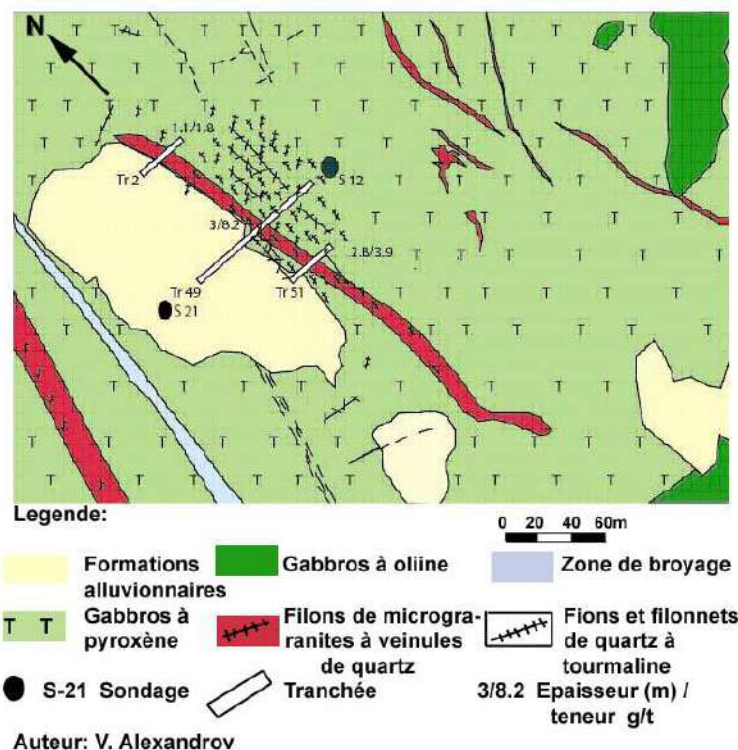 N
1.1/1.8
Tr 2
S 12
3/8.2
2.8/3.9
Tr 49
Tr 51
S 21
Legende:
0 20 40 60m
Formations alluvionnaires
Gabbros à oliine
Zone de broyage
T T
Gabbros à pyroxène
Filons de microgra-
ranites à veinules
de quartz
Fions et filonnets
de quartz à
tourmaline
S-21 Sondage
Tranchée
3/8.2 Epaisseur (m) /
teneur g/t
Auteur: V. Alexandrov